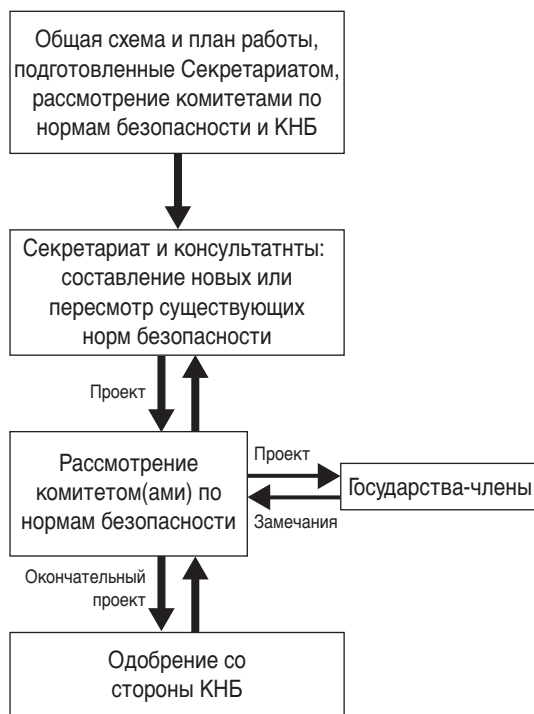 Общая схема и план работы,
подготовленные Секретариатом,
рассмотрение комитетами по
нормам безопасности и КНБ
Секретариат и консультатнты:
составление новых или
пересмотр существующих
норм безопасности
Проект
Рассмотрение
комитетом(ами) по
нормам безопасности
Проект
Государства-члены
Замечания
Окончательный
проект
Одобрение со
стороны КНБ